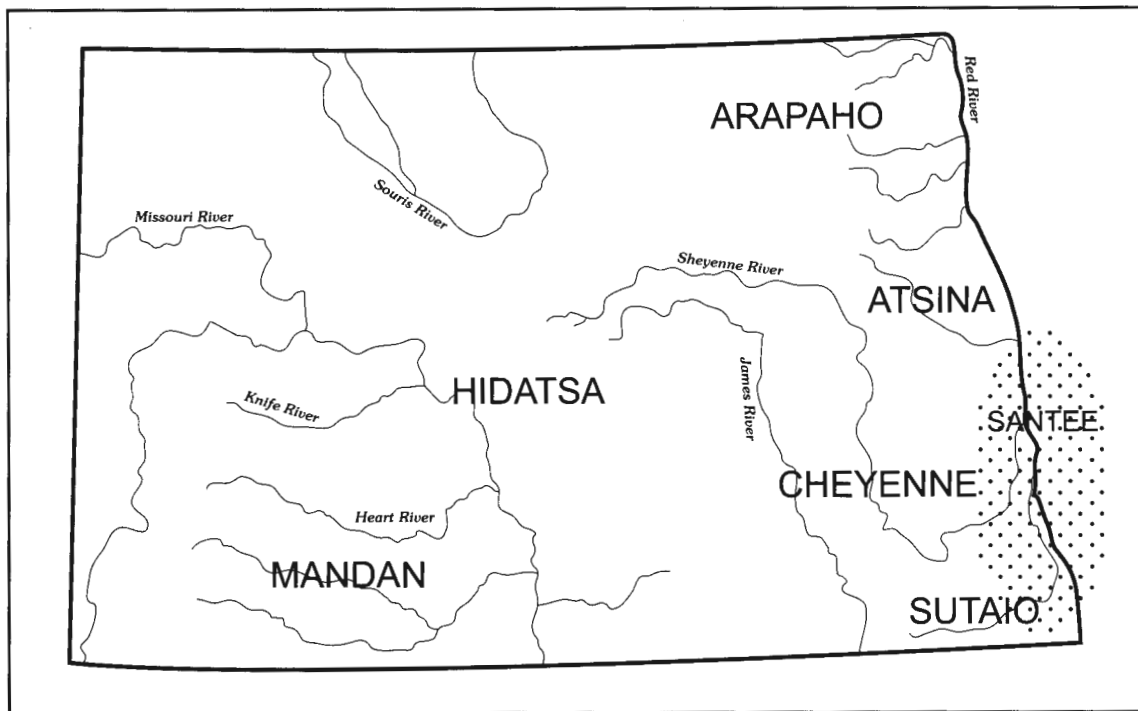 Red River
ARAPAHO
Souris River
Missouri River
Sheyenne River
ATSINA
HIDATSA
James River
Knife River
SANTEE
CHEYENNE
Heart River
MANDAN
SUTAIO